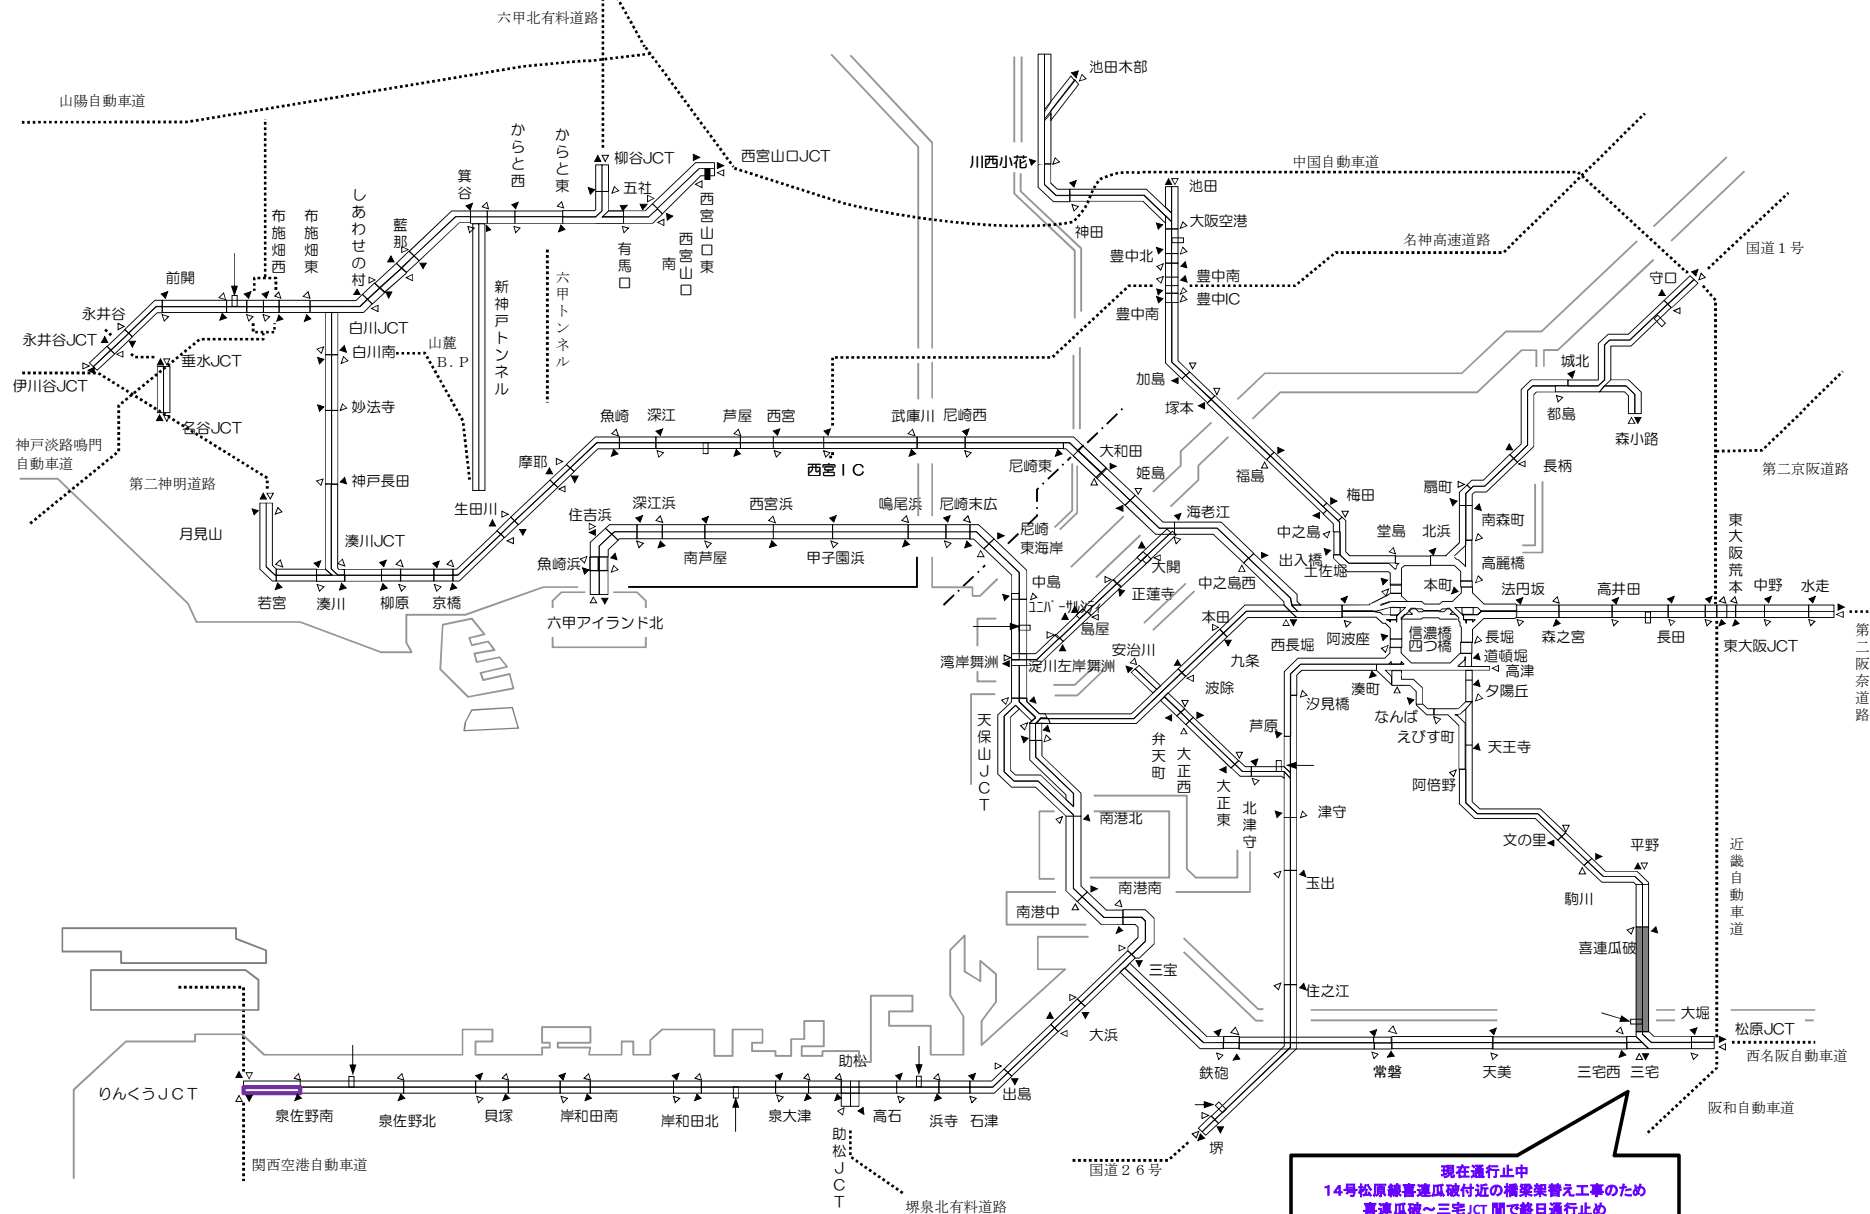 六甲北有料道路
山陽自動車道
池田木部
川西小花
中国自動車道
名神高速道路
国道1号
からと西
からと東
柳谷JCT
五社
西宮山口JCT
西宮山口東
西宮山口南
有馬口
箕谷
藍那
しあわせの村
布施畑東
布施畑西
前開
永井谷
永井谷JCT
伊川谷JCT
垂水JCT
名谷JCT
神戸淡路鳴門
自動車道
第二神明道路
白川JCT
白川南
山麓
B.P
新神戸トンネル
六甲トンネル
妙法寺
神戸長田
月見山
湊川JCT
若宮
湊川
柳原
京橋
生田川
摩耶
魚崎
深江
芦屋
西宮
西宮IC
武庫川
尼崎西
尼崎東
大和田
姫島
海老江
住吉浜
深江浜
南芦屋
西宮浜
甲子園浜
鳴尾浜
尼崎末広
尼崎
東海岸
魚崎浜
六甲アイランド北
神田
池田
大阪空港
豊中北
豊中南
豊中IC
豊中南
加島
塚本
福島
梅田
中之島
出入橋
土佐堀
堂島
北浜
本町
扇町
南森町
高麗橋
長柄
都島
城北
守口
森小路
第二京阪道路
東大阪荒本
法円坂
高井田
中野
水走
森之宮
長田
東大阪JCT
第二阪奈道路
中島
ユニバーサルシティ
大開
正蓮寺
島屋
中之島西
湾岸舞洲
淀川左岸舞洲
安治川
本田
九条
波除
西長堀
阿波座
信濃橋
四つ橋
長堀
道頓堀
高津
夕陽丘
湊町
なんば
えびす町
天王寺
阿倍野
汐見橋
芦原
天保山JCT
弁天町
大正西
大正東
北津守
津守
玉出
住之江
南港北
南港南
南港中
三宝
大浜
出島
文の里
駒川
平野
喜連瓜破
近畿自動車道
大堀
松原JCT
西名阪自動車道
鉄砲
常磐
天美
三宅西
三宅
阪和自動車道
堺
国道26号
りんくうJCT
泉佐野南
泉佐野北
貝塚
岸和田南
岸和田北
泉大津
助松
高石
浜寺
石津
助松JCT
関西空港自動車道
堺泉北有料道路
現在通行止中
14号松原線喜連瓜破付近の橋梁架替え工事のため
喜連瓜破～三宅JCT間で終日通行止め